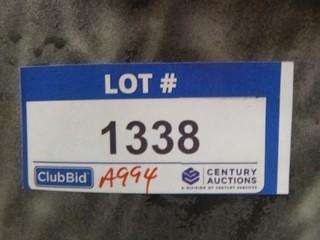 LOT #
1338
ClubBid A994 CENTURY AUCTIONS
A DIVISION OF CENTURY SERVICES